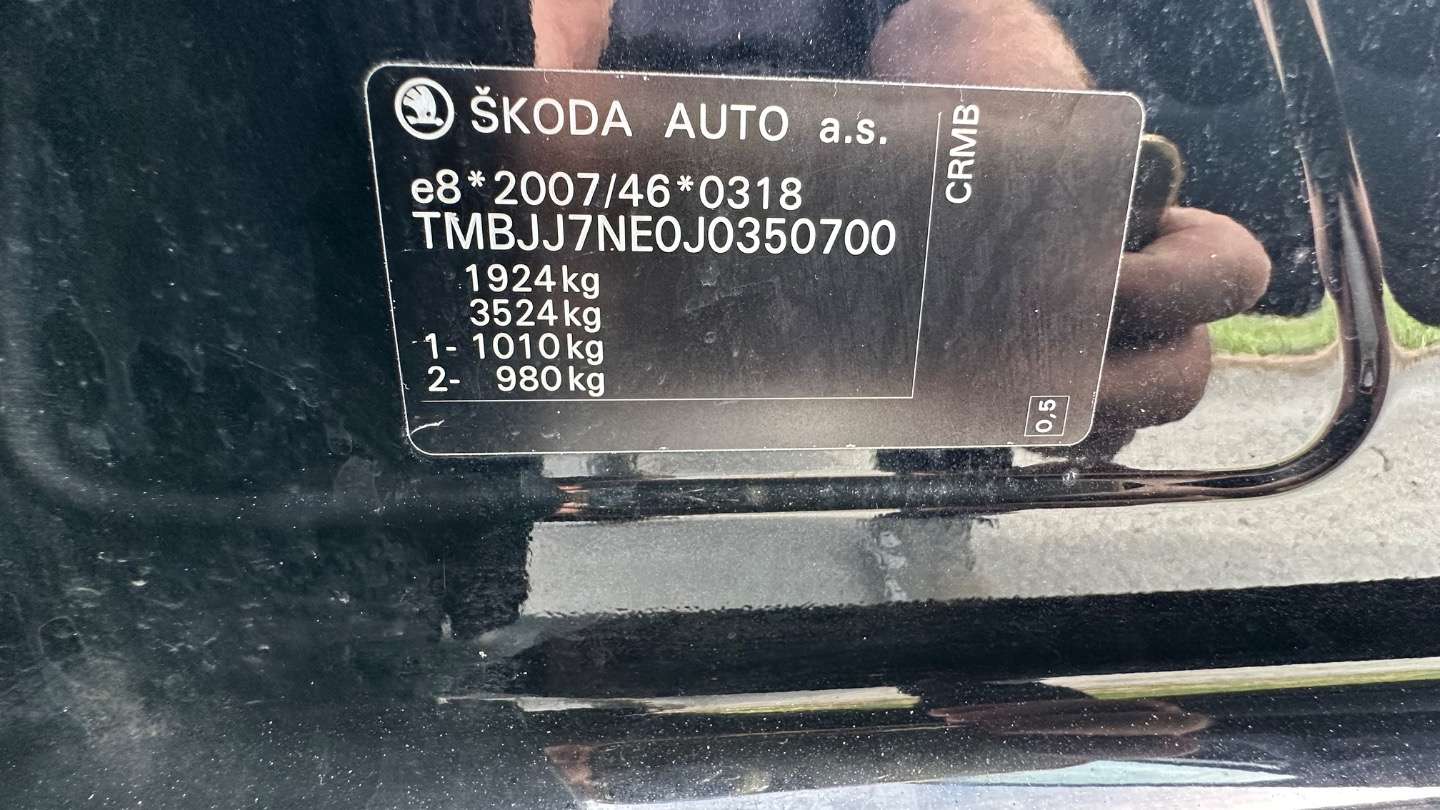 ŠKODA AUTO a.s.
e8*2007/46*0318
TMBJJ7NE0J0350700
1924kg
3524kg
1- 1010kg
2- 980kg
CRMB
0,5